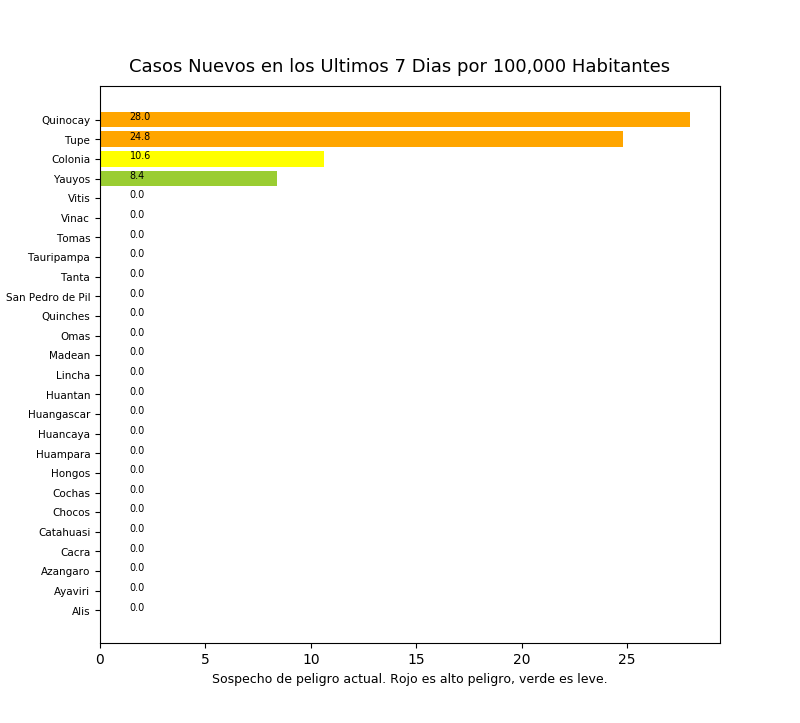 Casos Nuevos en los Ultimos 7 Dias por 100,000 Habitantes
Quinocay 28.0
Tupe 24.8
Colonia 10.6
Yauyos 8.4
Vitis 0.0
Vinac 0.0
Tomas 0.0
Tauripampa 0.0
Tanta 0.0
San Pedro de Pil 0.0
Quinches 0.0
Omas 0.0
Madean 0.0
Lincha 0.0
Huantan 0.0
Huangascar 0.0
Huancaya 0.0
Huampara 0.0
Hongos 0.0
Cochas 0.0
Chocos 0.0
Catahuasi 0.0
Cacra 0.0
Azangaro 0.0
Ayaviri 0.0
Alis 0.0
0 5 10 15 20 25
Sospecho de peligro actual. Rojo es alto peligro, verde es leve.